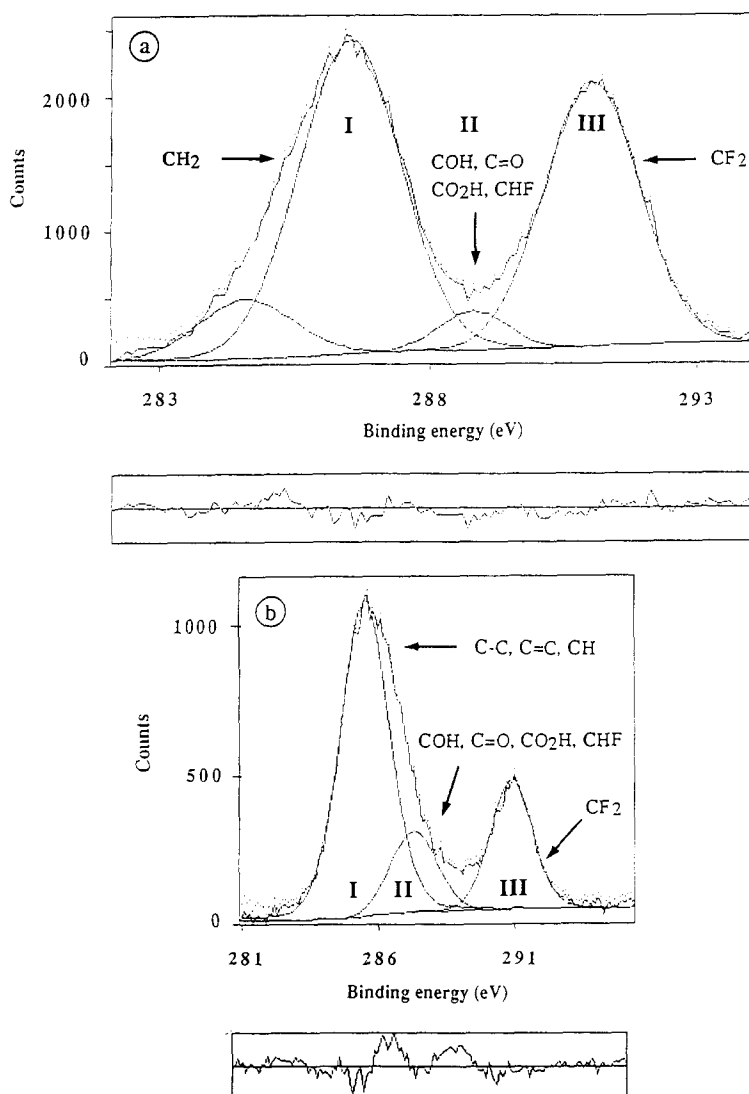 a
2000
1000
0
Counts
CH2
I
II
COH, C=O
CO2H, CHF
III
CF2
283 288 293
Binding energy (eV)
b
1000
500
0
Counts
C-C, C=C, CH
COH, C=O, CO2H, CHF
CF2
I II III
281 286 291
Binding energy (eV)